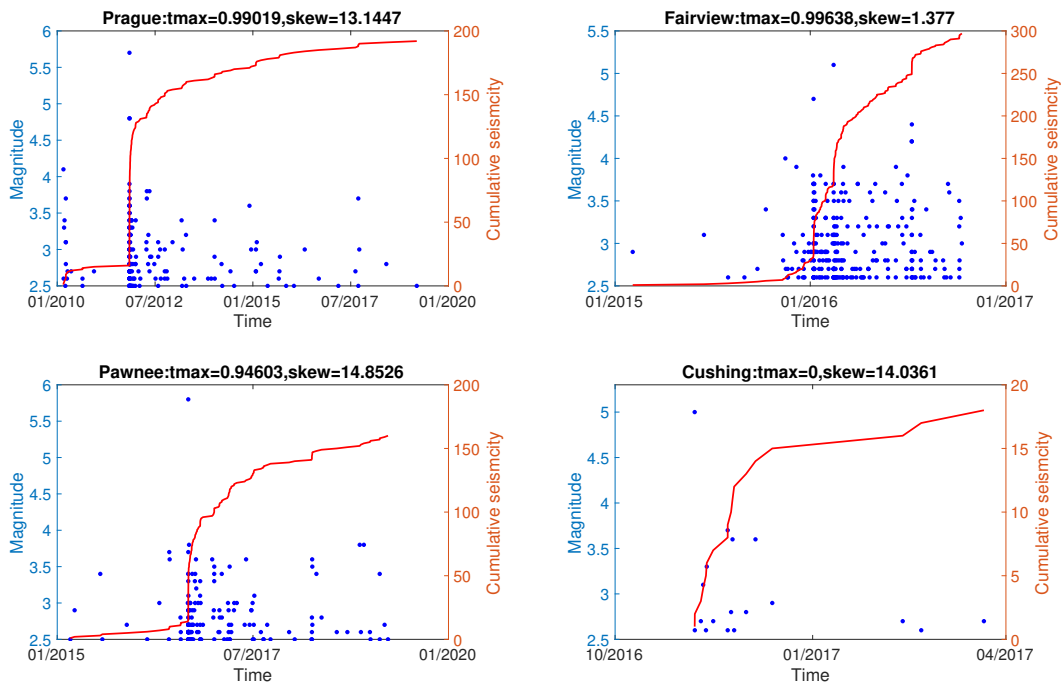 Prague:tmax=0.99019,skew=13.1447
6
5.5
5
4.5
4
3.5
3
2.5
Magnitude
200
150
100
50
0
Cumulative seismcity
01/2010 07/2012 01/2015 07/2017 01/2020
Time
Fairview:tmax=0.99638,skew=1.377
5.5
5
4.5
4
3.5
3
2.5
Magnitude
300
250
200
150
100
50
0
Cumulative seismcity
01/2015 01/2016 01/2017
Time
Pawnee:tmax=0.94603,skew=14.8526
6
5.5
5
4.5
4
3.5
3
2.5
Magnitude
200
150
100
50
0
Cumulative seismcity
01/2015 07/2017 01/2020
Time
Cushing:tmax=0,skew=14.0361
5
4.5
4
3.5
3
2.5
Magnitude
20
15
10
5
0
Cumulative seismcity
10/2016 01/2017 04/2017
Time